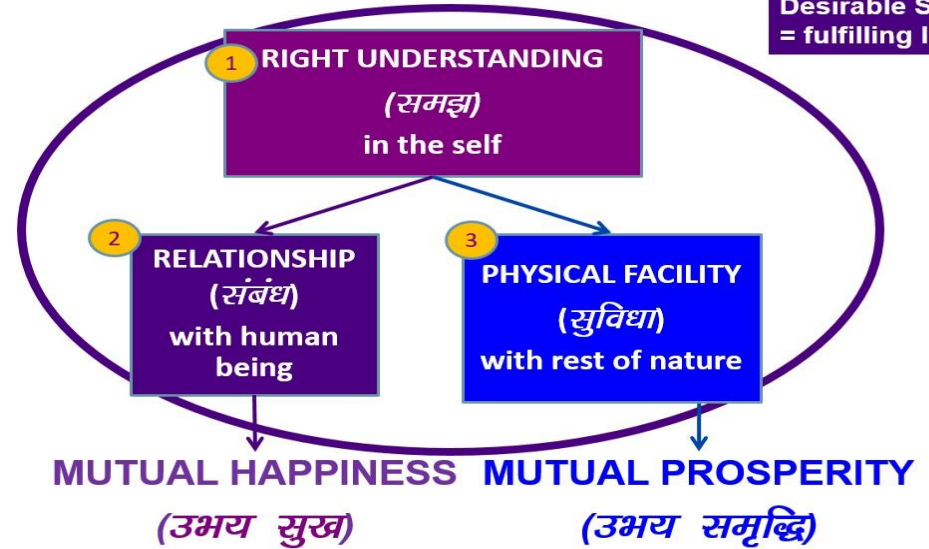 Desirable S
= fulfilling
1
RIGHT UNDERSTANDING
(समझ)
in the self
2
RELATIONSHIP
(संबंध)
with human
being
3
PHYSICAL FACILITY
(सुविधा)
with rest of nature
MUTUAL HAPPINESS
(उभय सुख)
MUTUAL PROSPERITY
(उभय समृद्धि)